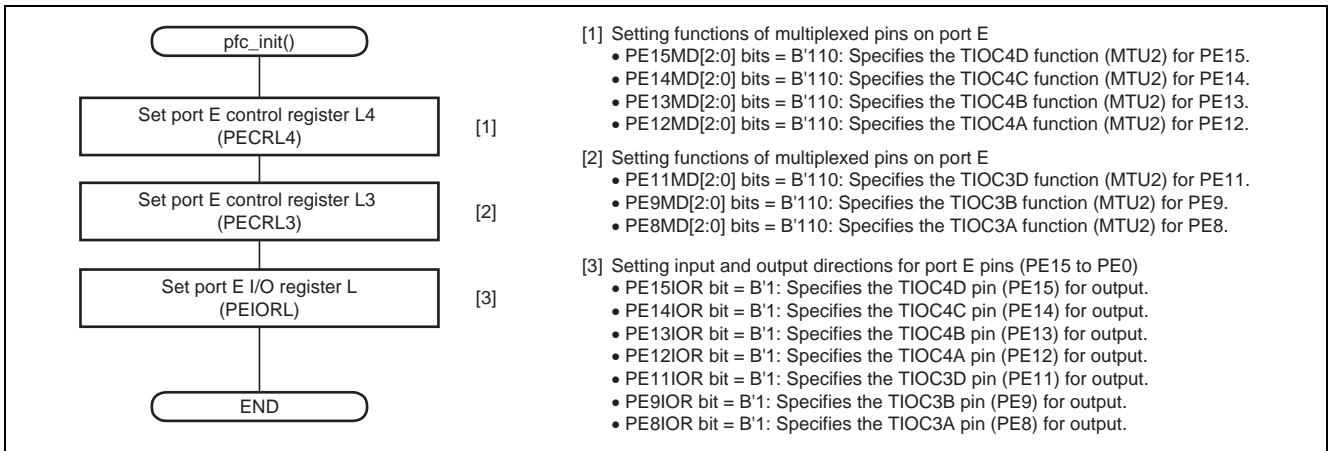 pfc_init()
Set port E control register L4
(PECRL4)
[1]
Set port E control register L3
(PECRL3)
[2]
Set port E I/O register L
(PEIORL)
[3]
END
[1] Setting functions of multiplexed pins on port E
• PE15MD[2:0] bits = B'110: Specifies the TIOC4D function (MTU2) for PE15.
• PE14MD[2:0] bits = B'110: Specifies the TIOC4C function (MTU2) for PE14.
• PE13MD[2:0] bits = B'110: Specifies the TIOC4B function (MTU2) for PE13.
• PE12MD[2:0] bits = B'110: Specifies the TIOC4A function (MTU2) for PE12.
[2] Setting functions of multiplexed pins on port E
• PE11MD[2:0] bits = B'110: Specifies the TIOC3D function (MTU2) for PE11.
• PE9MD[2:0] bits = B'110: Specifies the TIOC3B function (MTU2) for PE9.
• PE8MD[2:0] bits = B'110: Specifies the TIOC3A function (MTU2) for PE8.
[3] Setting input and output directions for port E pins (PE15 to PE0)
• PE15IOR bit = B'1: Specifies the TIOC4D pin (PE15) for output.
• PE14IOR bit = B'1: Specifies the TIOC4C pin (PE14) for output.
• PE13IOR bit = B'1: Specifies the TIOC4B pin (PE13) for output.
• PE12IOR bit = B'1: Specifies the TIOC4A pin (PE12) for output.
• PE11IOR bit = B'1: Specifies the TIOC3D pin (PE11) for output.
• PE9IOR bit = B'1: Specifies the TIOC3B pin (PE9) for output.
• PE8IOR bit = B'1: Specifies the TIOC3A pin (PE8) for output.